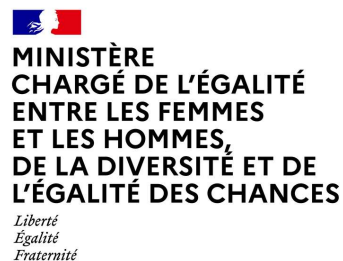 MINISTÈRE
CHARGÉ DE L'ÉGALITÉ
ENTRE LES FEMMES
ET LES HOMMES,
DE LA DIVERSITÉ ET DE
L'ÉGALITÉ DES CHANCES
Liberté
Égalité
Fraternité